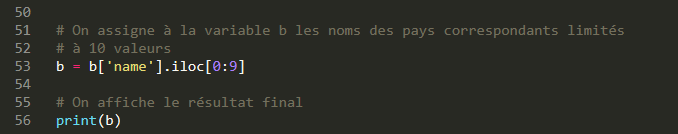 50
51 # On assigne à la variable b les noms des pays correspondants limités
52 # à 10 valeurs
53 b = b['name'].iloc[0:9]
54
55 # On affiche le résultat final
56 print(b)